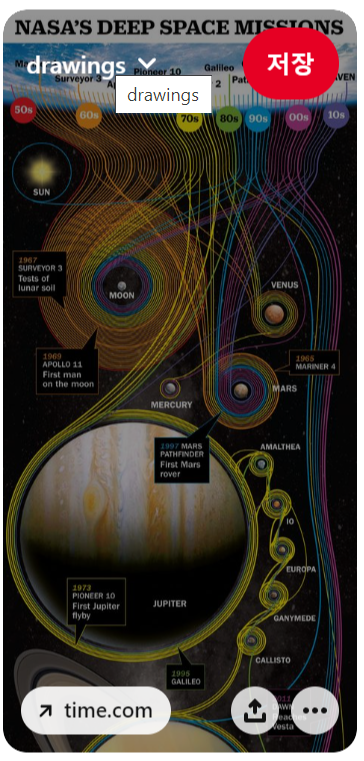 NASA'S DEEP SPACE MISSIONS
drawings
저장
Surveyor 3
Pioneer 10
Galileo
2
drawings
50s
60s
70s
80s
90s
00s
10s
SUN
1967
SURVEYOR 3
Tests of
lunar soil
MOON
VENUS
1969
APOLLO 11
First man
on the moon
1965
MARINER 4
MERCURY
MARS
1997 MARS
PATHFINDER
First Mars
rover
AMALTHEA
IO
EUROPA
1973
PIONEER 10
First Jupiter
flyby
JUPITER
GANYMEDE
CALLISTO
1995
GALILEO
time.com
2011
DAWN
Reaches
Vesta